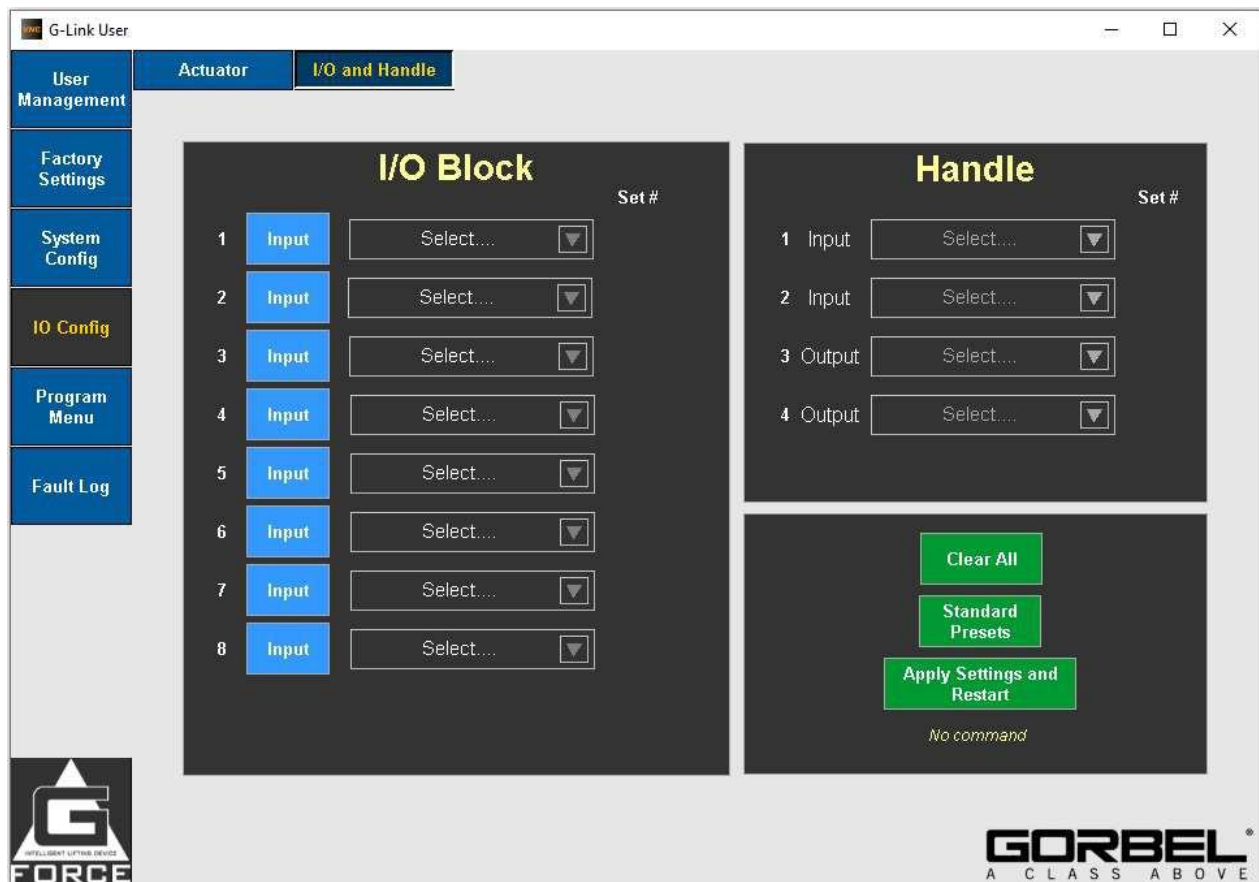 G-Link User
User
Management
Factory
Settings
System
Config
IO Config
Program
Menu
Fault Log
Actuator
I/O and Handle
I/O Block
Set #
1 Input Select....
2 Input Select....
3 Input Select....
4 Input Select....
5 Input Select....
6 Input Select....
7 Input Select....
8 Input Select....
Handle
Set #
1 Input Select....
2 Input Select....
3 Output Select....
4 Output Select....
Clear All
Standard
Presets
Apply Settings and
Restart
No command
G
INTELLIGENT LIFTING DEVICE
FORCE
GORBEL®
A CLASS ABOVE